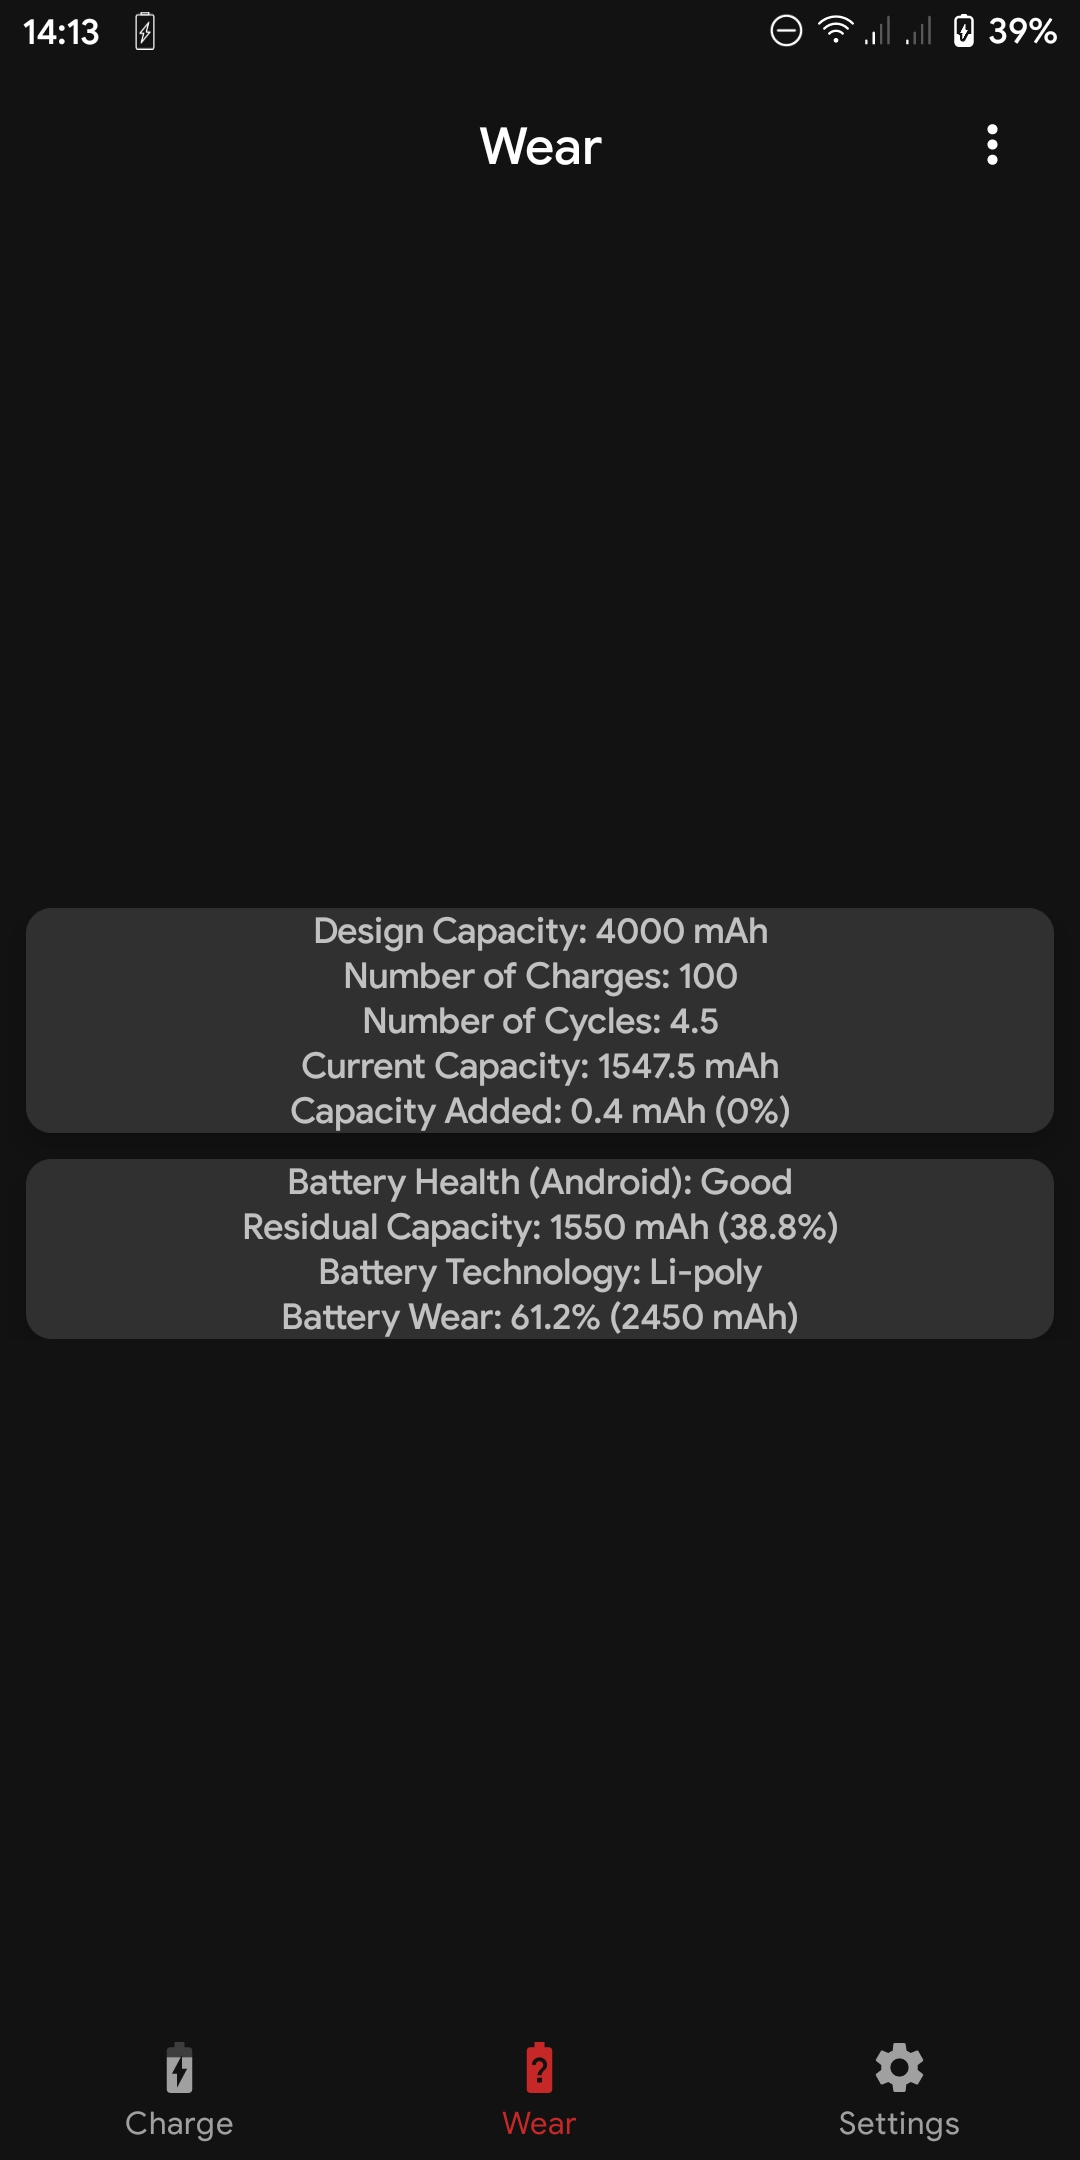 14:13
39%
Wear
Design Capacity: 4000 mAh
Number of Charges: 100
Number of Cycles: 4.5
Current Capacity: 1547.5 mAh
Capacity Added: 0.4 mAh (0%)
Battery Health (Android): Good
Residual Capacity: 1550 mAh (38.8%)
Battery Technology: Li-poly
Battery Wear: 61.2% (2450 mAh)
Charge
Wear
Settings